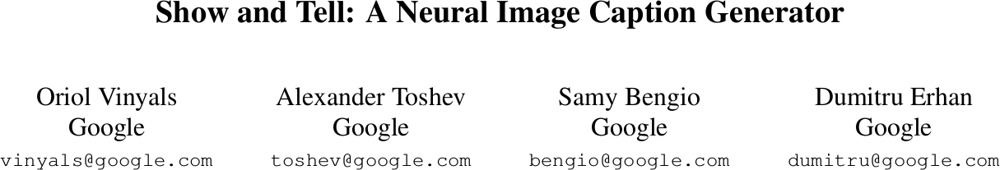 Show and Tell: A Neural Image Caption Generator
Oriol Vinyals
Google
vinyals@google.com
Alexander Toshev
Google
toshev@google.com
Samy Bengio
Google
bengio@google.com
Dumitru Erhan
Google
dumitru@google.com